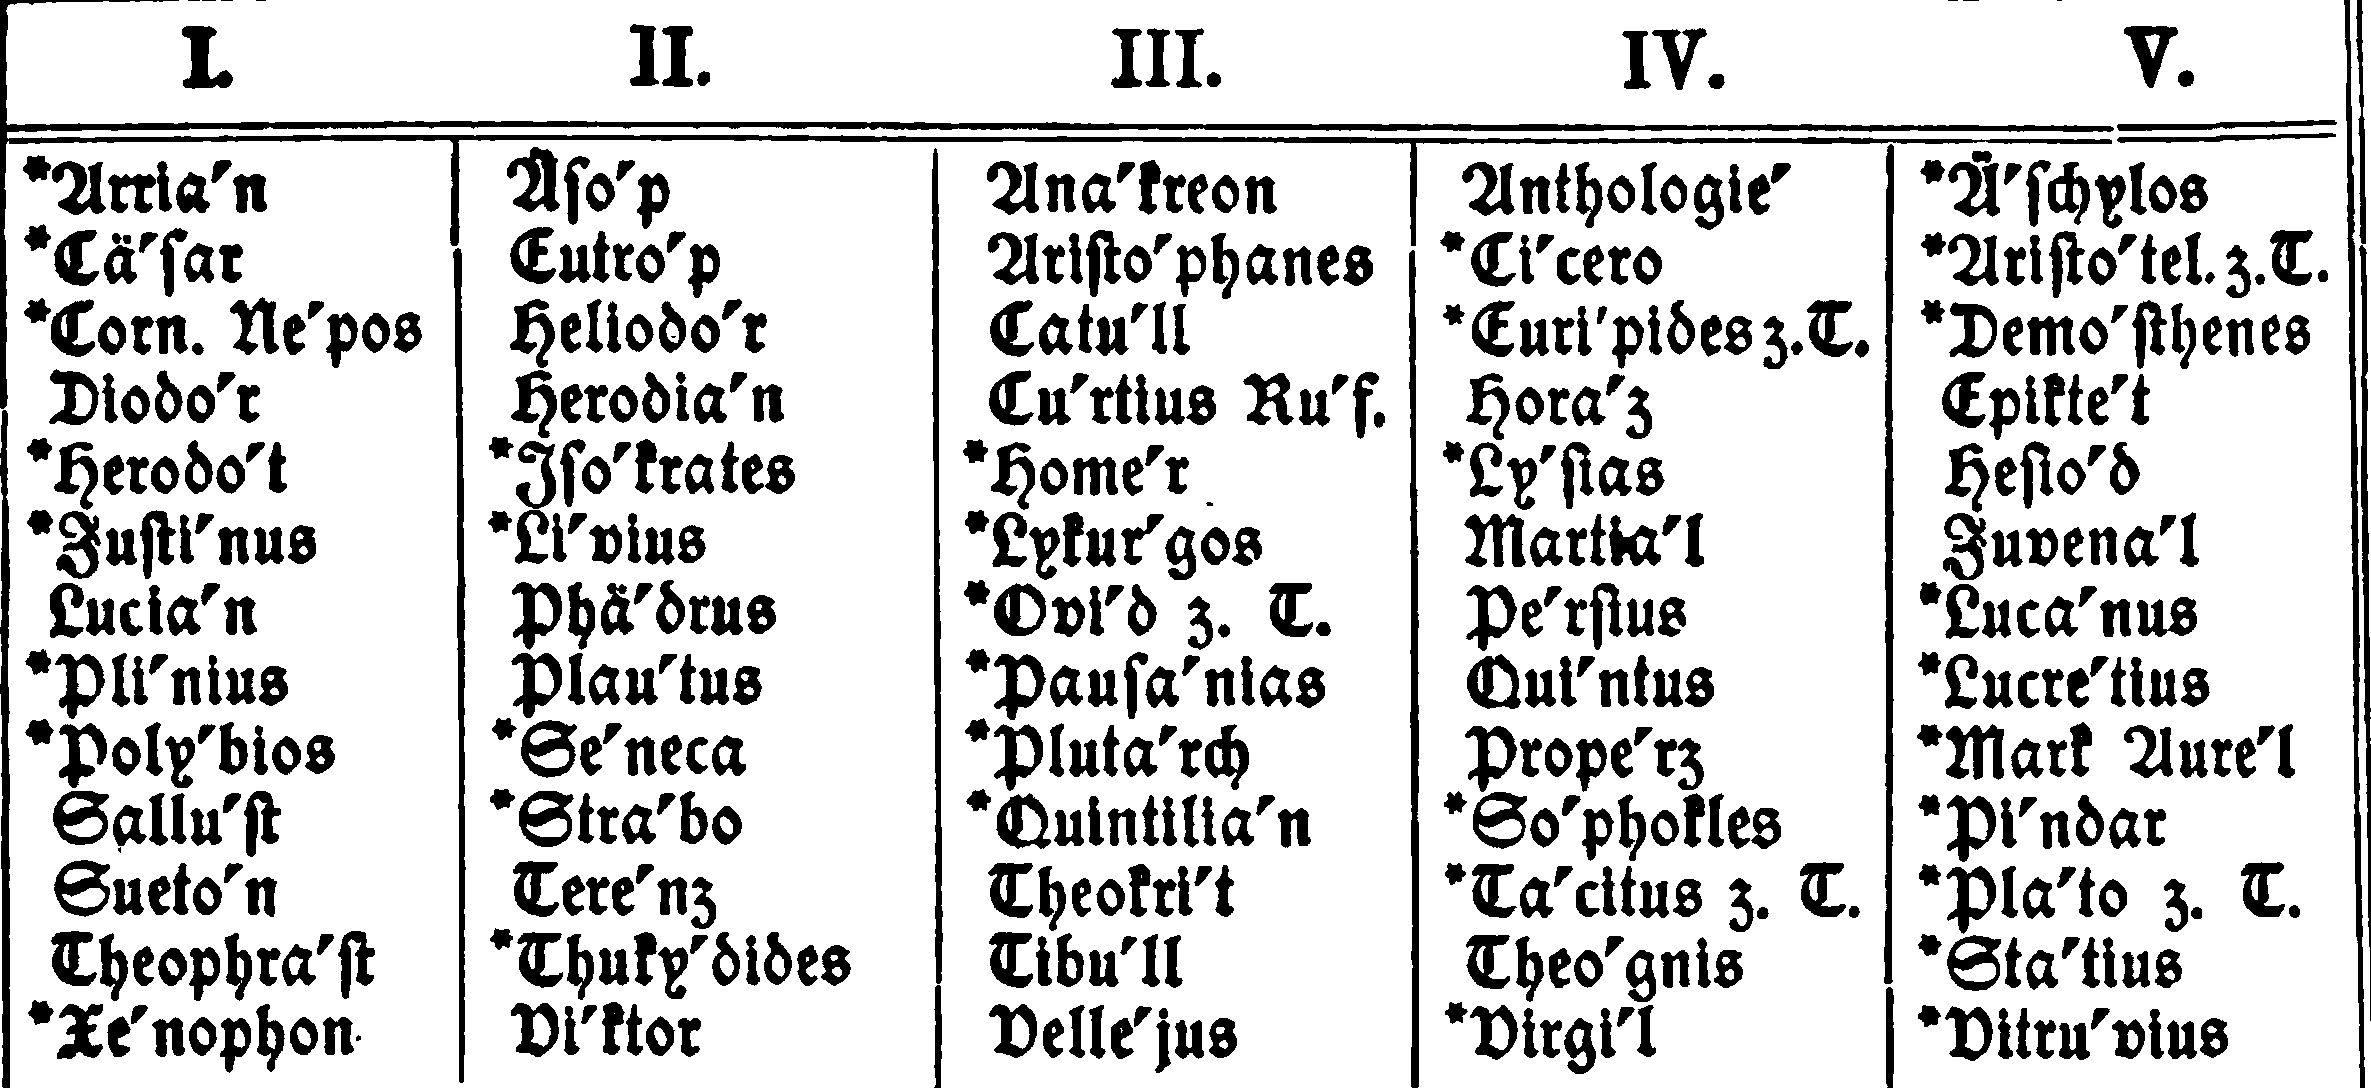 I. II. III. IV. V.
*Arria′n Äſo′p Ana′kreon Anthologie′ *Ä′ſchylos
*Cä′ſar Eutro′p Ariſto′phanes *Ci′cero *Ariſto′tel. z. T.
*Corn. Ne′pos Heliodo′r Catu′ll *Euri′pides z. T. *Demo′ſthenes
Diodo′r Herodia′n Cu′rtius Ru′f. Hora′z Epikte′t
*Herodo′t *Iſo′krates *Home′r *Ly′ſias Heſio′d
*Juſti′nus *Li′vius *Lykur′gos Martia′l Juvena′l
Lucia′n Phä′drus *Ovi′d z. T. Pe′rſius *Luca′nus
*Pli′nius Plau′tus *Pauſa′nias Qui′ntus *Lucre′tius
*Poly′bios *Se′neca *Pluta′rch Prope′rz *Mark Aure′l
Sallu′ſt *Stra′bo *Quintilia′n *So′phokles *Pi′ndar
Sueto′n Tere′nz Theokri′t *Ta′citus z. T. *Pla′to z. T.
Theophra′ſt *Thuky′dides Tibu′ll Theo′gnis *Sta′tius
*Xe′nophon Vi′ktor Velle′jus *Virgi′l *Vitru′vius